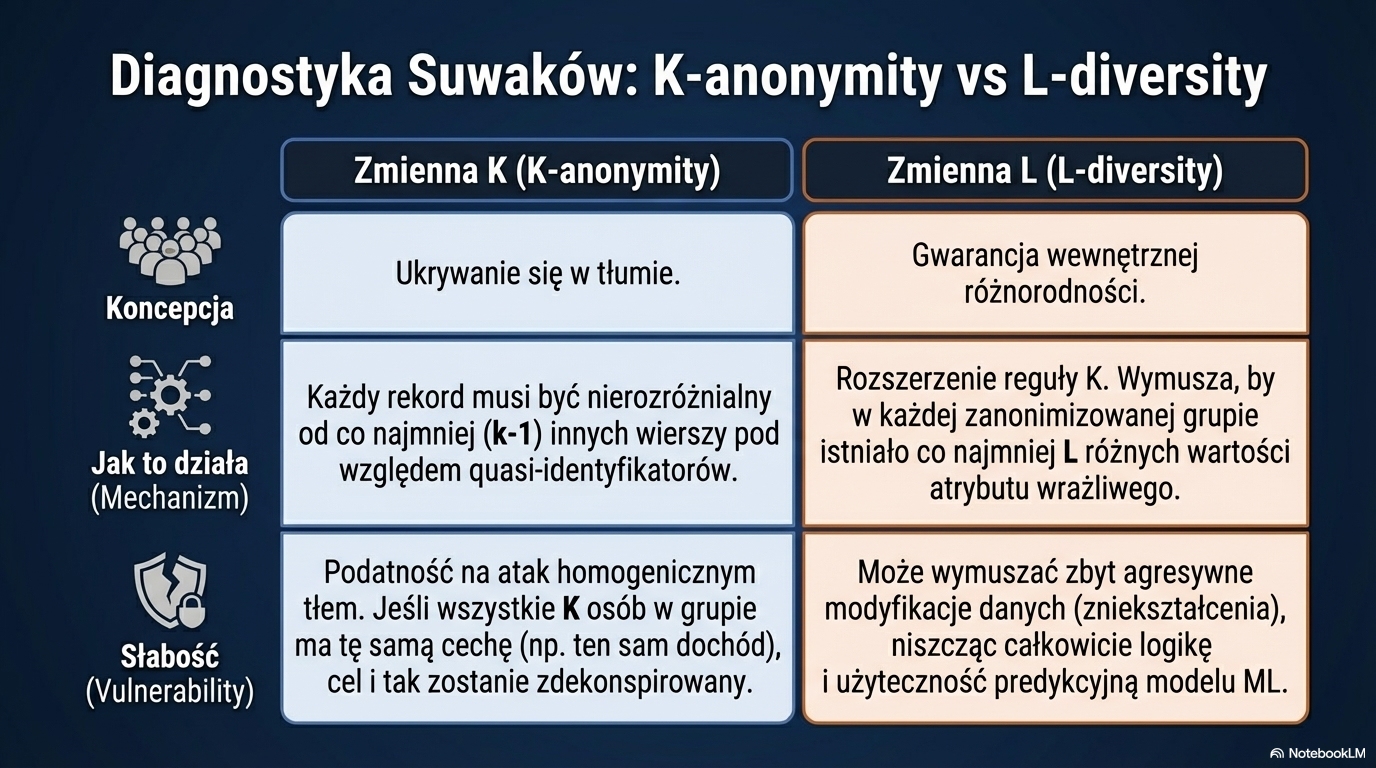 Diagnostyka Suwaków: K-anonymity vs L-diversity
Zmienna K (K-anonymity)
Zmienna L (L-diversity)
Koncepcja
Ukrywanie się w tłumie.
Gwarancja wewnętrznej
różnorodności.
Jak to działa
(Mechanizm)
Każdy rekord musi być nierozróżnialny
od co najmniej (k-1) innych wierszy pod
względem quasi-identyfikatorów.
Rozszerzenie reguły K. Wymusza, by
w każdej zanonimizowanej grupie
istniało co najmniej L różnych wartości
atrybutu wrażliwego.
Słabość
(Vulnerability)
Podatność na atak homogenicznym
tłem. Jeśli wszystkie K osób w grupie
ma tę samą cechę (np. ten sam dochód),
cel i tak zostanie zdekonspirowany.
Może wymuszać zbyt agresywne
modyfikacje danych (zniekształcenia),
niszcząc całkowicie logikę
i użyteczność predykcyjną modelu ML.
NotebookLM